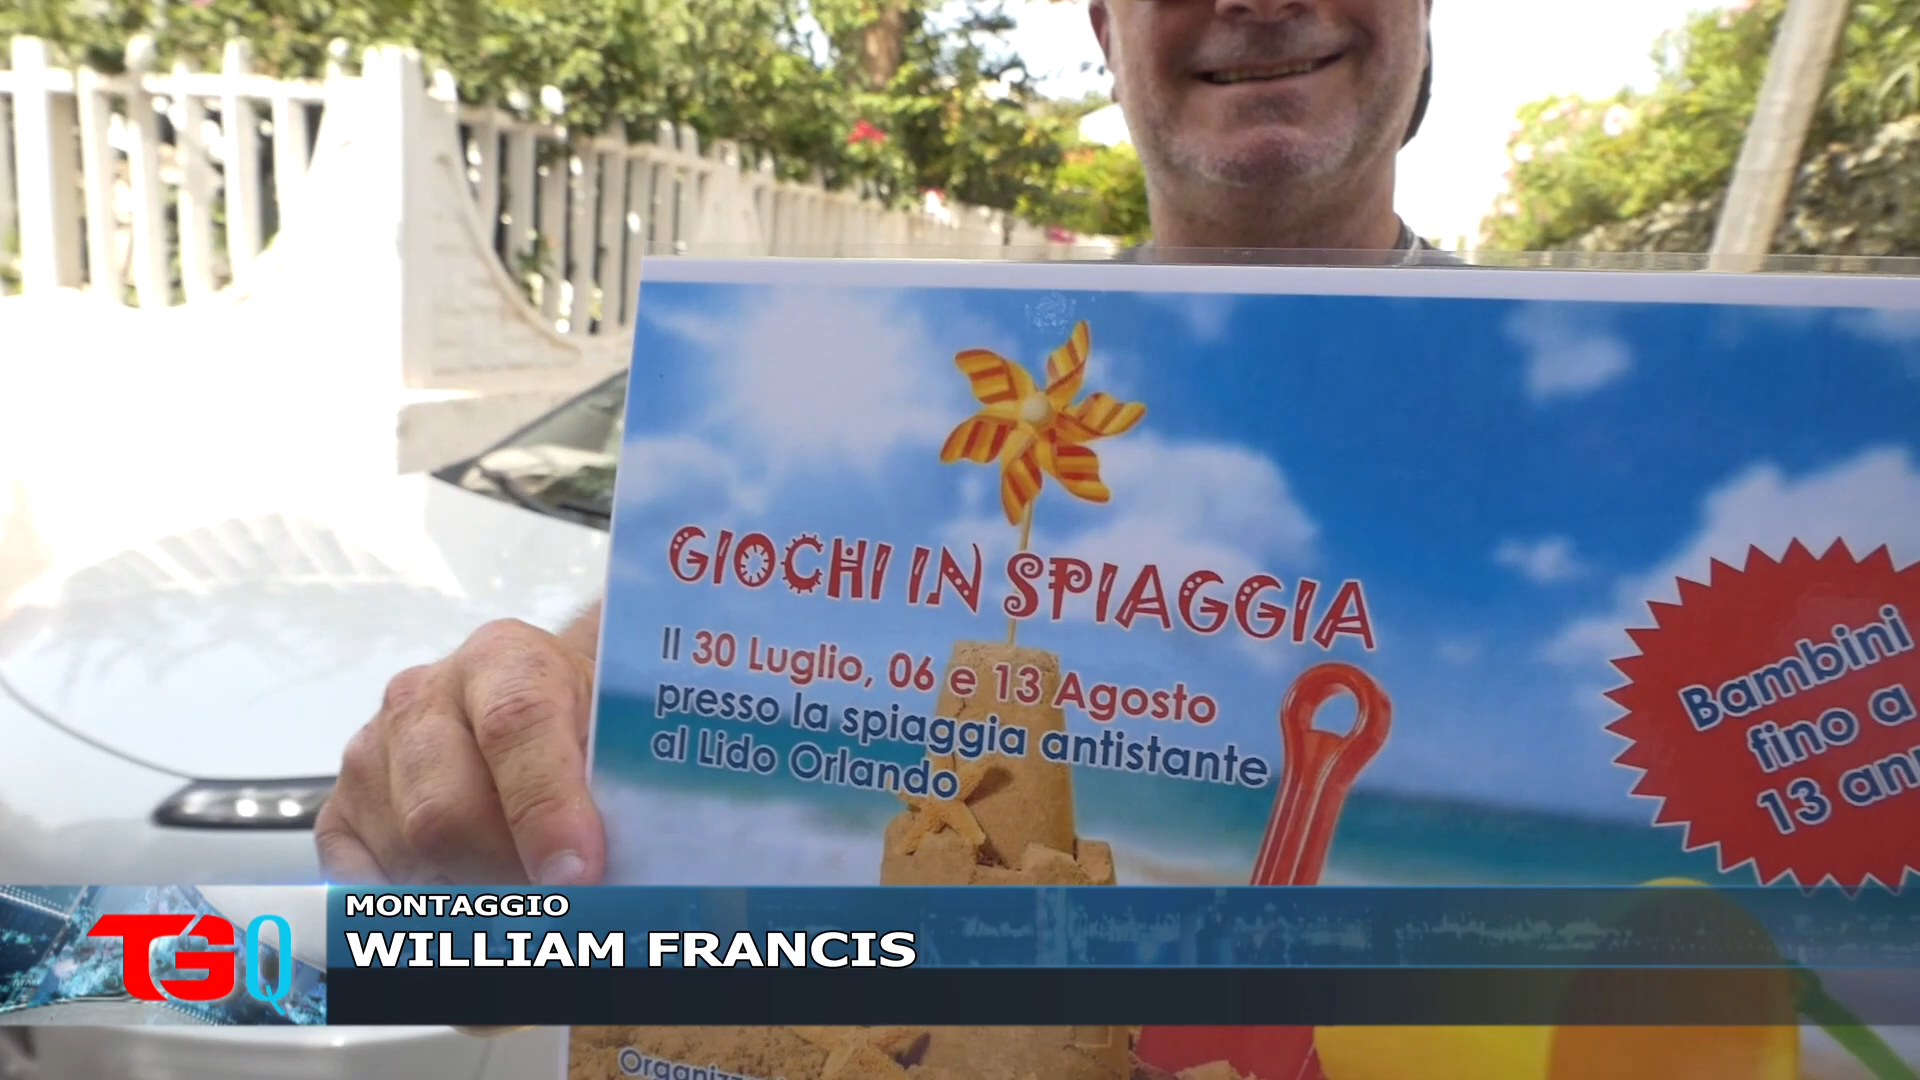 GIOCHI IN SPIAGGIA
Il 30 Luglio, 06 e 13 Agosto
presso la spiaggia antistante
al Lido Orlando
Bambini
fino a
13
MONTAGGIO
WILLIAM FRANCIS
TGQ